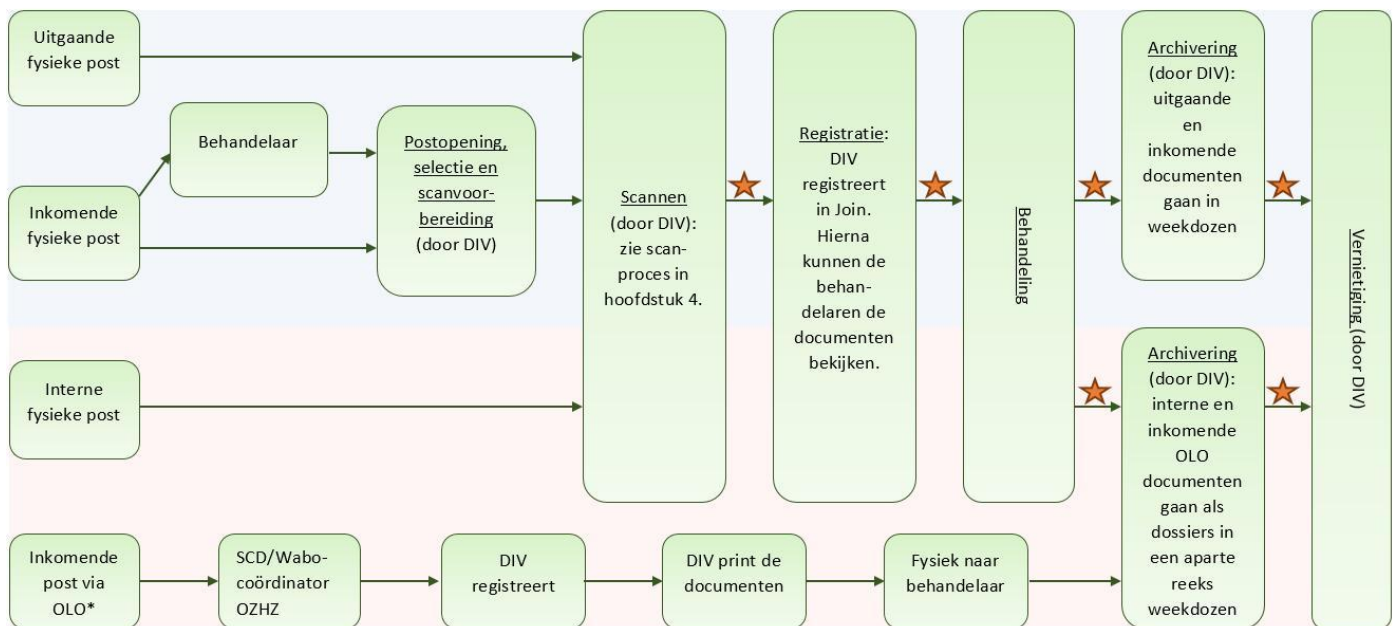 Uitgaande
fysieke post
Behandelaar
Inkomende
fysieke post
Postopening,
selectie en
scanvoor-
bereiding
(door DIV)
Scannen
(door DIV):
zie scan-
proces in
hoofdstuk 4.
Registratie:
DIV
registreert
in Join.
Hierna
kunnen de
behan-
delaren de
documenten
bekijken.
Behandeling
Archivering
(door DIV):
uitgaande
en
inkomende
documenten
gaan in
weekdozen
Vernietiging (door DIV)
Interne
fysieke post
Archivering
(door DIV):
interne en
inkomende
OLO
documenten
gaan als
dossiers in
een aparte
reeks
weekdozen
Inkomende
post via
OLO*
SCD/Wabo-
coördinator
OZHZ
DIV
registreert
DIV print de
documenten
Fysiek naar
behandelaar